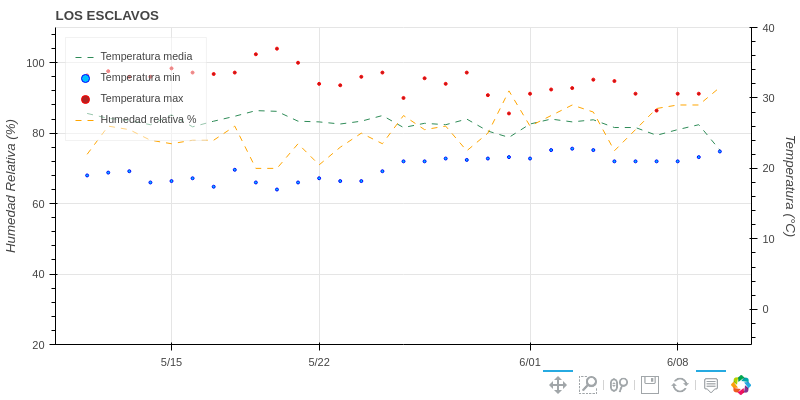 LOS ESCLAVOS
Temperatura media
Temperatura min
Temperatura max
Humedad relativa %
Humedad Relativa (%)
100
80
60
40
20
Temperatura (°C)
40
30
20
10
0
5/15
5/22
6/01
6/08